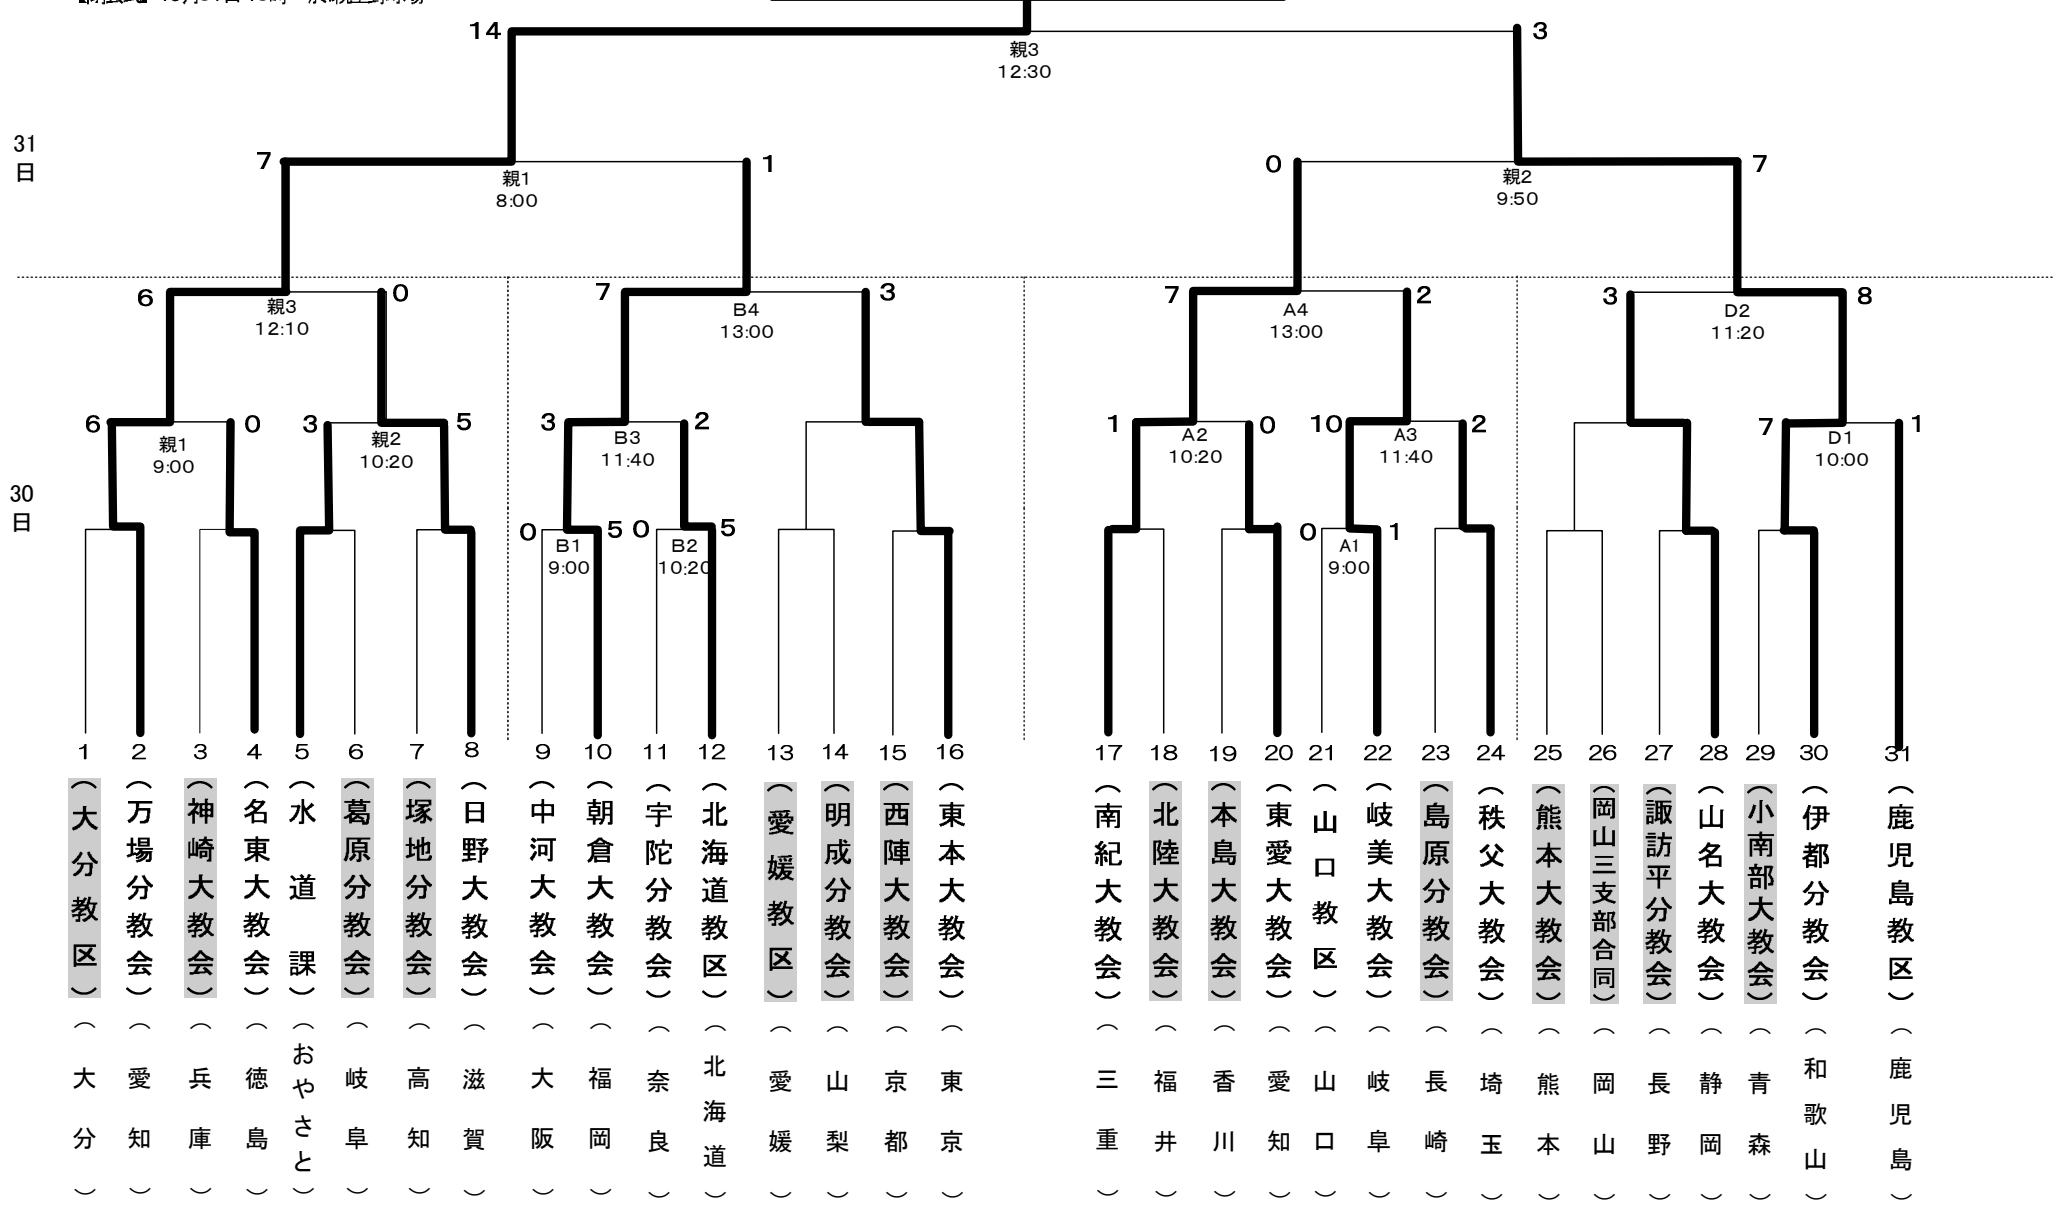 14
3
親3
12:30
31
日
7
1
0
7
親1
8:00
親2
9:50
6
0
7
3
7
2
3
8
親3
12:10
B4
13:00
A4
13:00
D2
11:20
6
0
3
5
3
2
1
0
10
2
7
1
親1
9:00
親2
10:20
B3
11:40
A2
10:20
A3
11:40
D1
10:00
30
日
0
5
0
5
0
1
B1
9:00
B2
10:20
A1
9:00
1 2 3 4 5 6 7 8 9 10 11 12 13 14 15 16 17 18 19 20 21 22 23 24 25 26 27 28 29 30 31
(大分教区)
(万場分教会)
(神崎大教会)
(名東大教会)
(水道課)
(葛原分教会)
(塚地分教会)
(日野大教会)
(中河大教会)
(朝倉大教会)
(宇陀分教会)
(北海道教区)
(愛媛教区)
(明成分教会)
(西陣大教会)
(東本大教会)
(南紀大教会)
(北陸大教会)
(本島大教会)
(東愛大教会)
(山口教区)
(岐美大教会)
(島原分教会)
(秩父大教会)
(熊本大教会)
(岡山三支部合同)
(諏訪平分教会)
(山名大教会)
(小南部大教会)
(伊都分教会)
(鹿児島教区)
(大分)
(愛知)
(兵庫)
(徳島)
(おやさと)
(岐阜)
(高知)
(滋賀)
(大阪)
(福岡)
(奈良)
(北海道)
(愛媛)
(山梨)
(京都)
(東京)
(三重)
(福井)
(香川)
(愛知)
(山口)
(岐阜)
(長崎)
(埼玉)
(熊本)
(岡山)
(長野)
(静岡)
(青森)
(和歌山)
(鹿児島)